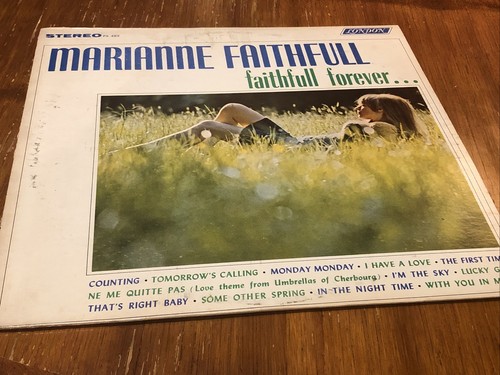 STEREO
LONDON
MARIANNE FAITHFULL
faithfull forever...
COUNTING • TOMORROW'S CALLING • MONDAY MONDAY • I HAVE A LOVE • THE FIRST TIM
NE ME QUITTE PAS (Love theme from Umbrellas of Cherbourg) • I'M THE SKY • LUCKY G
THAT'S RIGHT BABY • SOME OTHER SPRING • IN THE NIGHT TIME • WITH YOU IN M